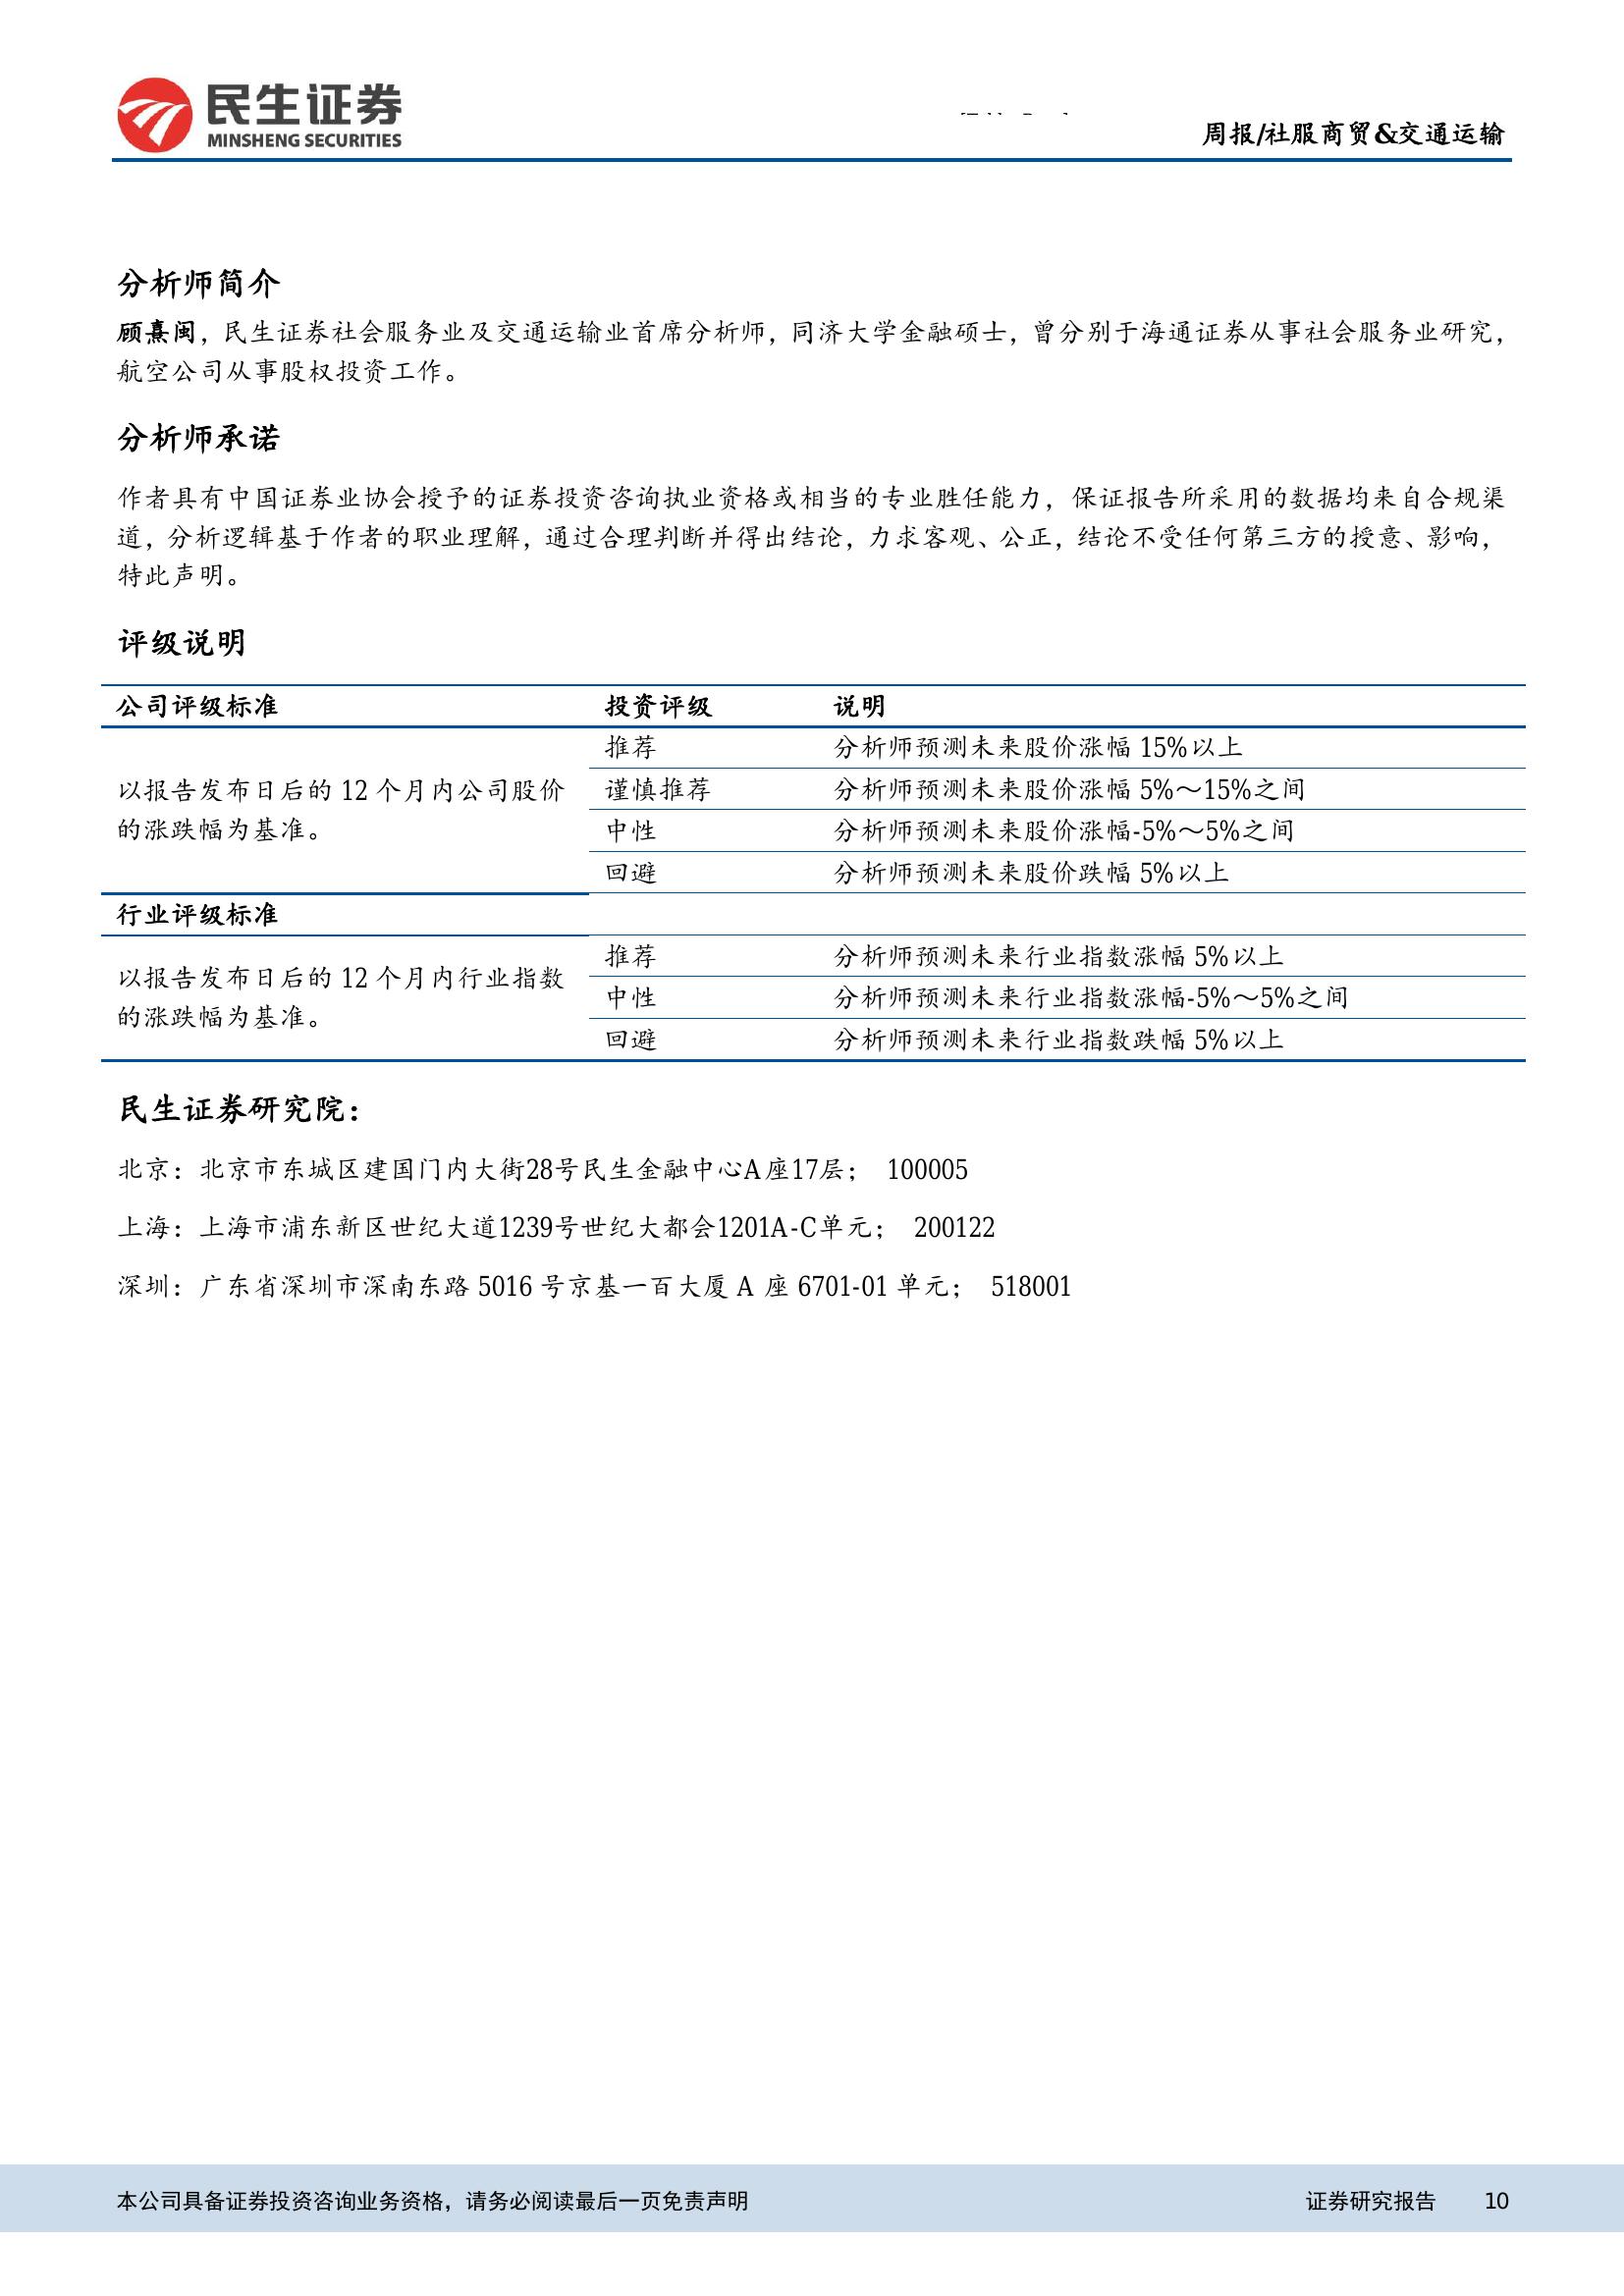 民生证券
MINSHENG SECURITIES
周报/社服商贸&交通运输
分析师简介
顾熹闽，民生证券社会服务业及交通运输业首席分析师，同济大学金融硕士，曾分别于海通证券从事社会服务业研究，
航空公司从事股权投资工作。
分析师承诺
作者具有中国证券业协会授予的证券投资咨询执业资格或相当的专业胜任能力，保证报告所采用的数据均来自合规渠
道，分析逻辑基于作者的职业理解，通过合理判断并得出结论，力求客观、公正，结论不受任何第三方的授意、影响，
特此声明。
评级说明
公司评级标准 投资评级 说明
推荐 分析师预测未来股价涨幅 15%以上
以报告发布日后的 12 个月内公司股价
的涨跌幅为基准。
谨慎推荐 分析师预测未来股价涨幅 5%～15%之间
中性 分析师预测未来股价涨幅-5%～5%之间
回避 分析师预测未来股价跌幅 5%以上
行业评级标准
以报告发布日后的 12 个月内行业指数
的涨跌幅为基准。
推荐 分析师预测未来行业指数涨幅 5%以上
中性 分析师预测未来行业指数涨幅-5%～5%之间
回避 分析师预测未来行业指数跌幅 5%以上
民生证券研究院：
北京：北京市东城区建国门内大街28号民生金融中心A座17层； 100005
上海：上海市浦东新区世纪大道1239号世纪大都会1201A-C单元； 200122
深圳：广东省深圳市深南东路 5016 号京基一百大厦 A 座 6701-01 单元； 518001
本公司具备证券投资咨询业务资格，请务必阅读最后一页免责声明 证券研究报告 10